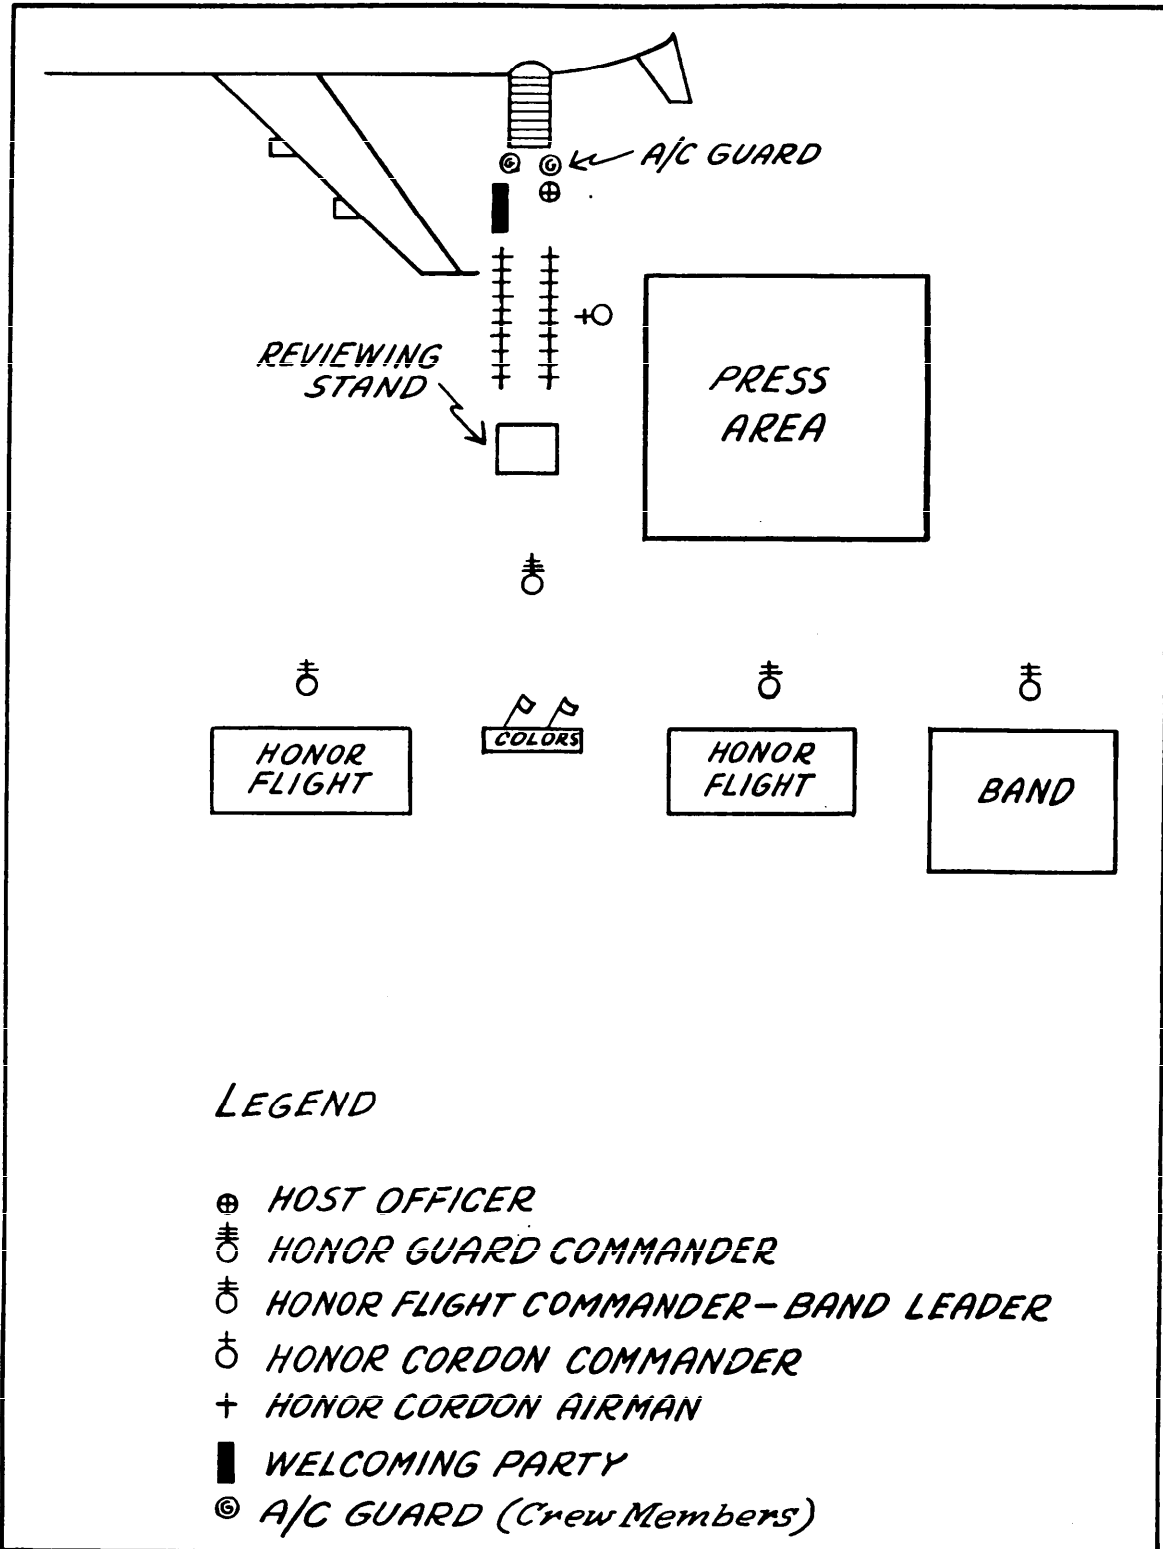 A/C GUARD
G
G
REVIEWING
STAND
PRESS
AREA
HONOR
FLIGHT
COLORS
HONOR
FLIGHT
BAND
LEGEND
HOST OFFICER
HONOR GUARD COMMANDER
HONOR FLIGHT COMMANDER-BAND LEADER
HONOR CORDON COMMANDER
HONOR CORDON AIRMAN
WELCOMING PARTY
G A/C GUARD (Crew Members)